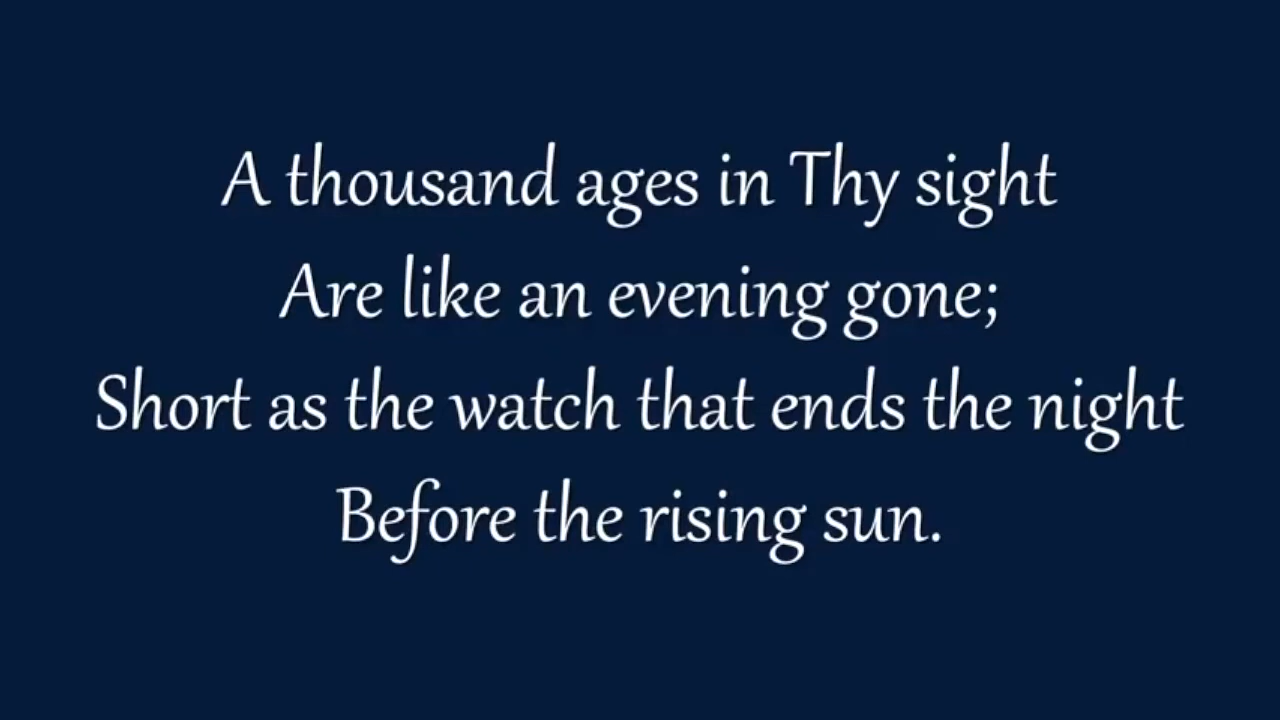 A thousand ages in Thy sight
Are like an evening gone;
Short as the watch that ends the night
Before the rising sun.